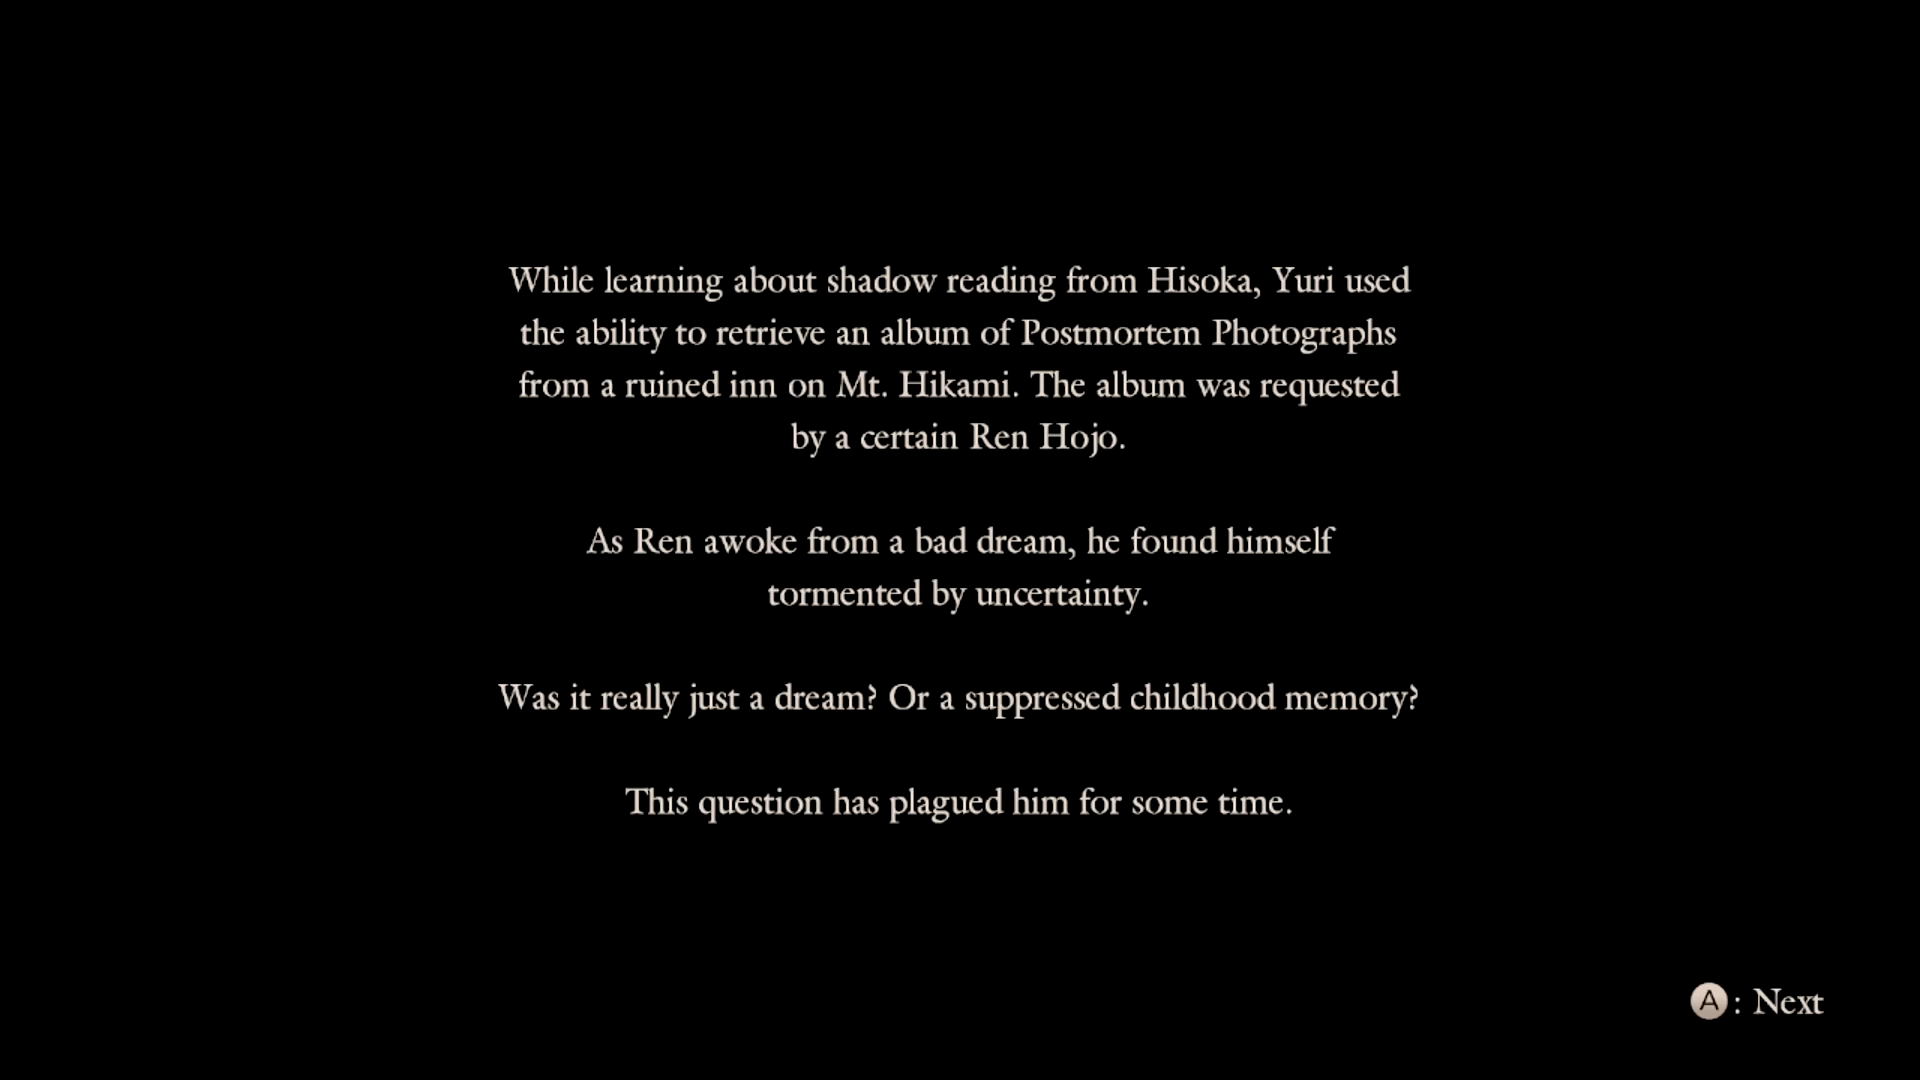 While learning about shadow reading from Hisoka, Yuri used
the ability to retrieve an album of Postmortem Photographs
from a ruined inn on Mt. Hikami. The album was requested
by a certain Ren Hojo.
As Ren awoke from a bad dream, he found himself
tormented by uncertainty.
Was it really just a dream? Or a suppressed childhood memory?
This question has plagued him for some time.
A : Next